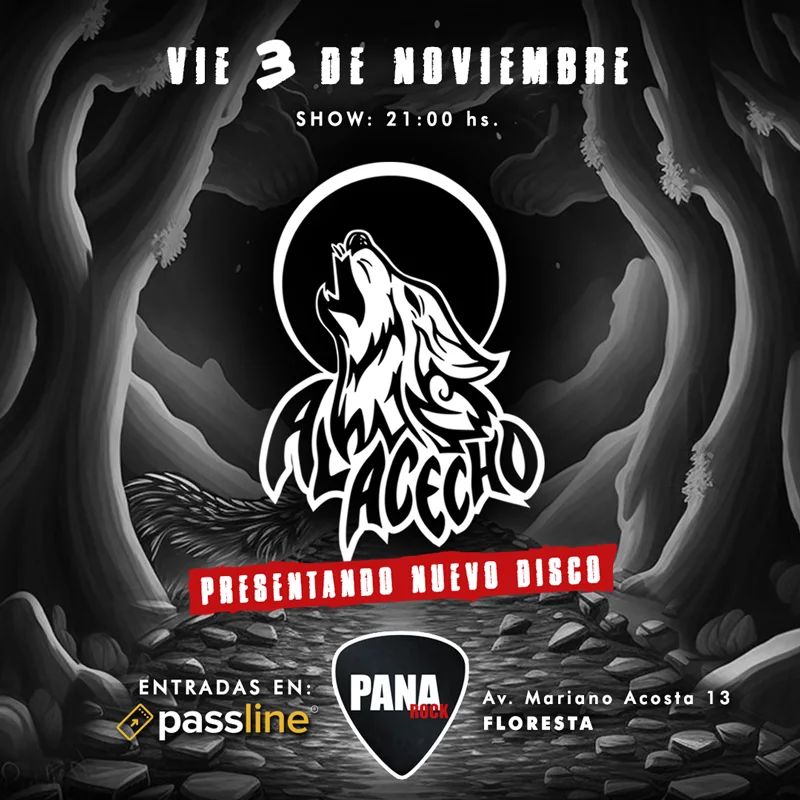 VIE 3 DE NOVIEMBRE
SHOW: 21:00 hs.
AL ACECHO
PRESENTANDO NUEVO DISCO
ENTRADAS EN:
passline®
PANA
ROCK
Av. Mariano Acosta 13
FLORESTA